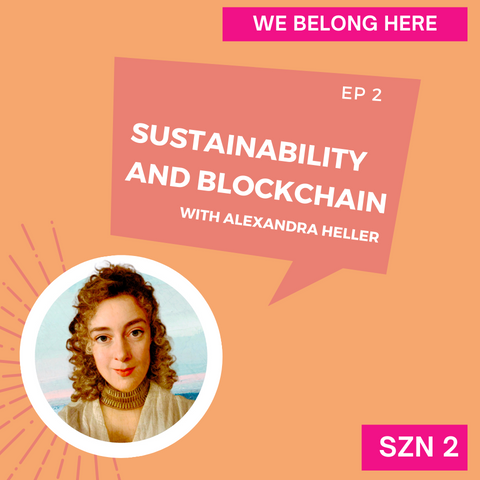 WE BELONG HERE
EP 2
SUSTAINABILITY
AND BLOCKCHAIN
WITH ALEXANDRA HELLER
SZN 2